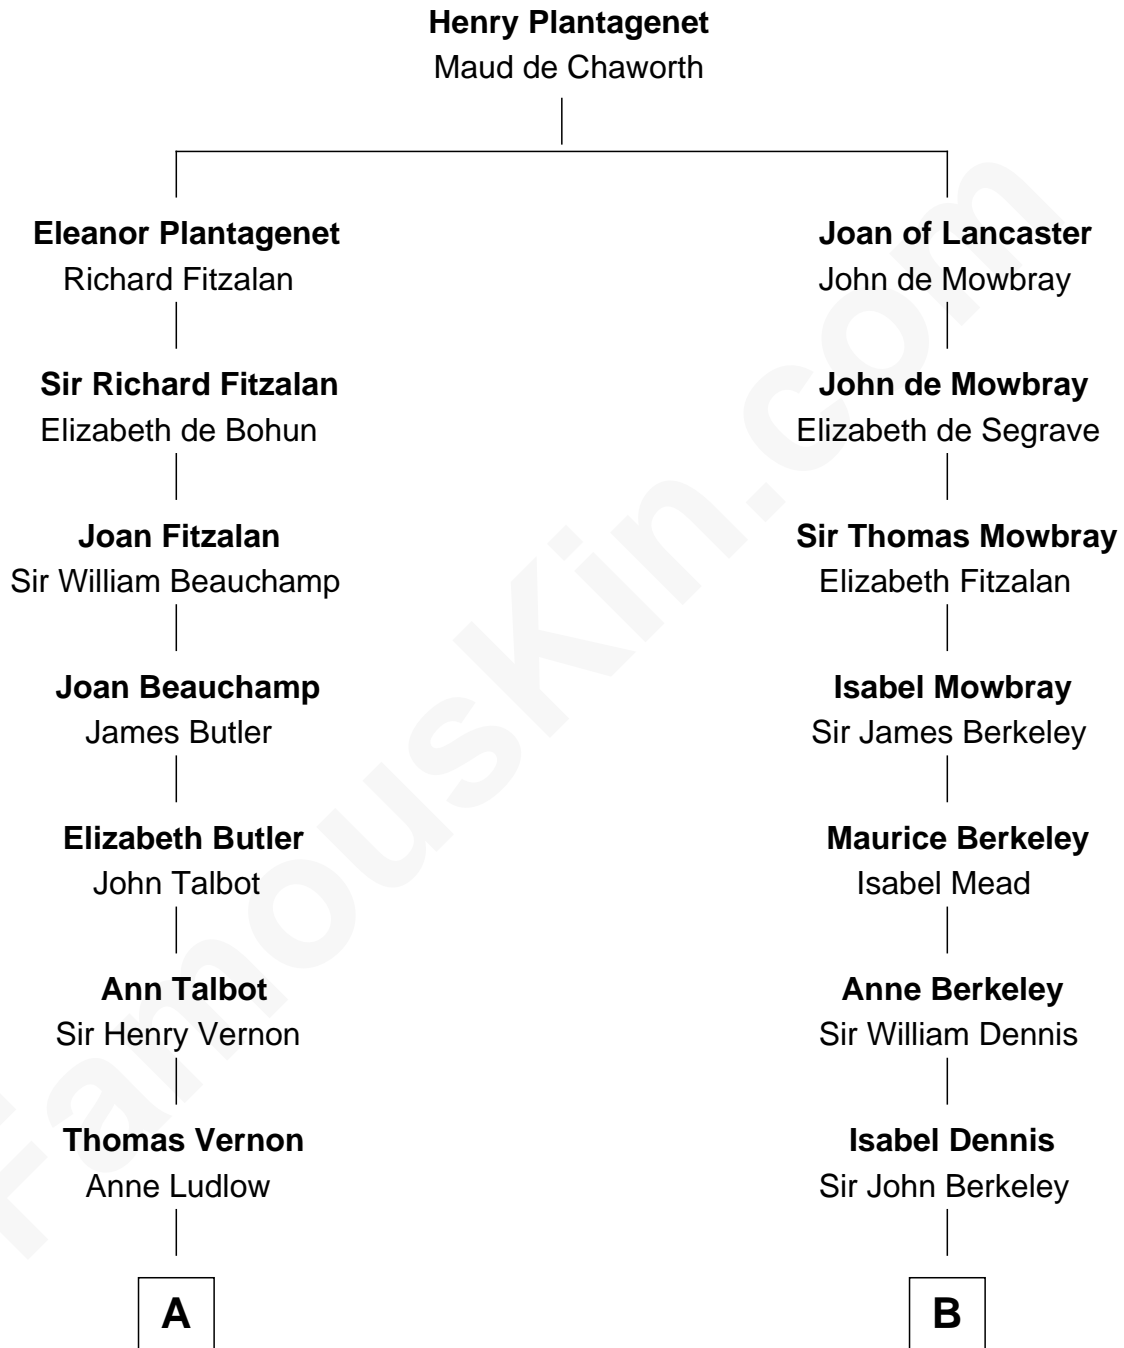 Henry Plantagenet
Maud de Chaworth
Eleanor Plantagenet
Richard Fitzalan
Joan of Lancaster
John de Mowbray
Sir Richard Fitzalan
Elizabeth de Bohun
John de Mowbray
Elizabeth de Segrave
Joan Fitzalan
Sir William Beauchamp
Sir Thomas Mowbray
Elizabeth Fitzalan
Joan Beauchamp
James Butler
Isabel Mowbray
Sir James Berkeley
Elizabeth Butler
John Talbot
Maurice Berkeley
Isabel Mead
Ann Talbot
Sir Henry Vernon
Anne Berkeley
Sir William Dennis
Thomas Vernon
Anne Ludlow
Isabel Dennis
Sir John Berkeley
A
B
FamousKin.com